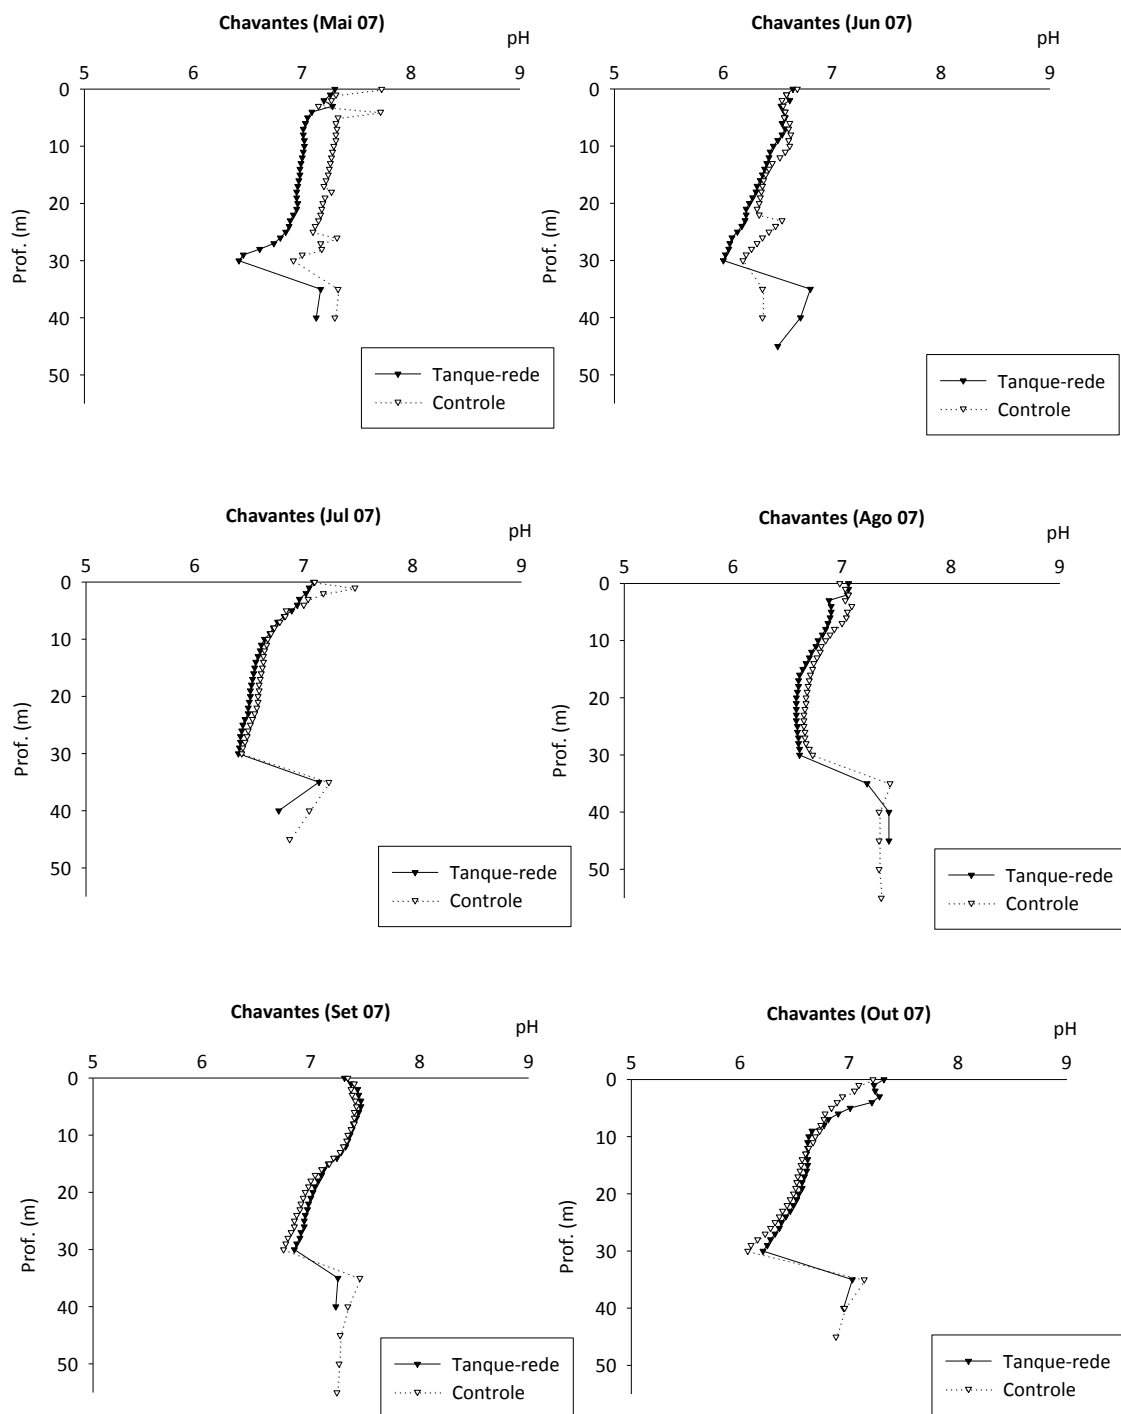 Chavantes (Mai 07)
pH
5 6 7 8 9
0
10
20
30
40
50
Prof. (m)
Tanque-rede
Controle
Chavantes (Jun 07)
pH
5 6 7 8 9
0
10
20
30
40
50
Prof. (m)
Tanque-rede
Controle
Chavantes (Jul 07)
pH
5 6 7 8 9
0
10
20
30
40
50
Prof. (m)
Tanque-rede
Controle
Chavantes (Ago 07)
pH
5 6 7 8 9
0
10
20
30
40
50
Prof. (m)
Tanque-rede
Controle
Chavantes (Set 07)
pH
5 6 7 8 9
0
10
20
30
40
50
Prof. (m)
Tanque-rede
Controle
Chavantes (Out 07)
pH
5 6 7 8 9
0
10
20
30
40
50
Prof. (m)
Tanque-rede
Controle